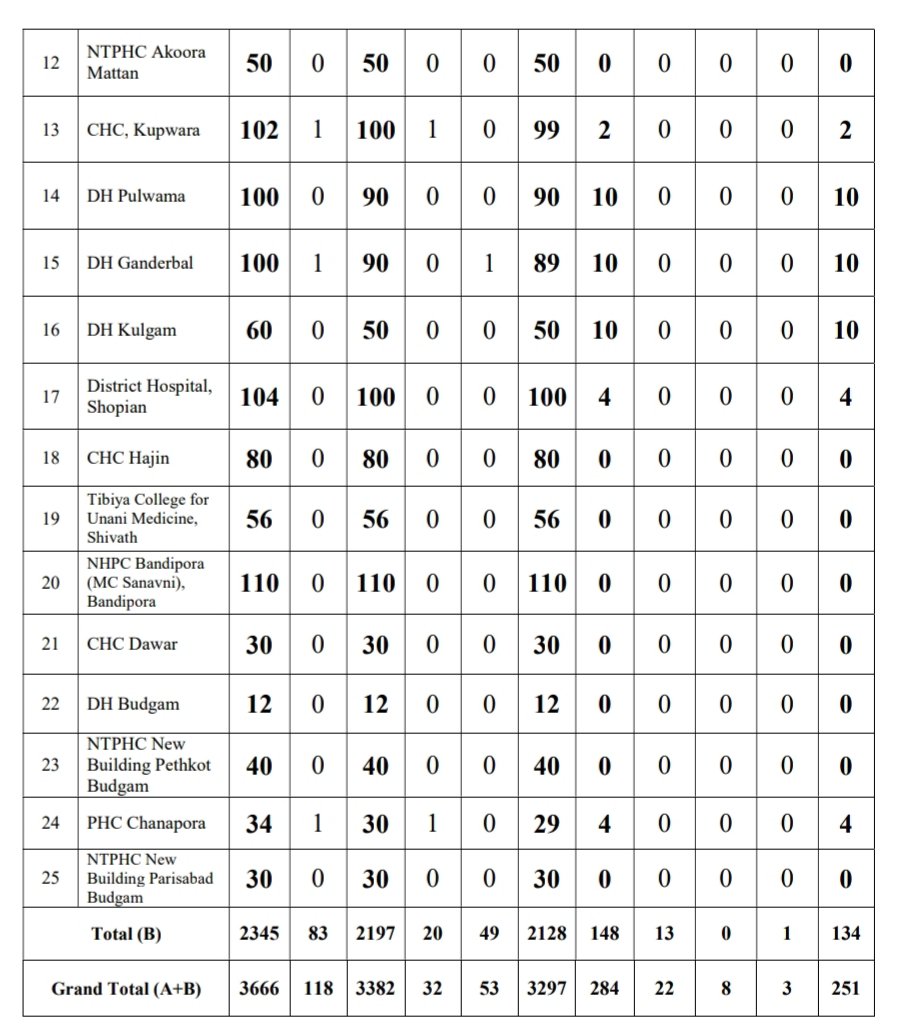 12 NTPHC Akoora Mattan 50 0 50 0 0 50 0 0 0 0 0
13 CHC, Kupwara 102 1 100 1 0 99 2 0 0 0 2
14 DH Pulwama 100 0 90 0 0 90 10 0 0 0 10
15 DH Ganderbal 100 1 90 0 1 89 10 0 0 0 10
16 DH Kulgam 60 0 50 0 0 50 10 0 0 0 10
17 District Hospital, Shopian 104 0 100 0 0 100 4 0 0 0 4
18 CHC Hajin 80 0 80 0 0 80 0 0 0 0 0
19 Tibiya College for Unani Medicine, Shivath 56 0 56 0 0 56 0 0 0 0 0
20 NHPC Bandipora (MC Sanavni), Bandipora 110 0 110 0 0 110 0 0 0 0 0
21 CHC Dawar 30 0 30 0 0 30 0 0 0 0 0
22 DH Budgam 12 0 12 0 0 12 0 0 0 0 0
23 NTPHC New Building Pethkot Budgam 40 0 40 0 0 40 0 0 0 0 0
24 PHC Chanapora 34 1 30 1 0 29 4 0 0 0 4
25 NTPHC New Building Parisabad Budgam 30 0 30 0 0 30 0 0 0 0 0
Total (B) 2345 83 2197 20 49 2128 148 13 0 1 134
Grand Total (A+B) 3666 118 3382 32 53 3297 284 22 8 3 251